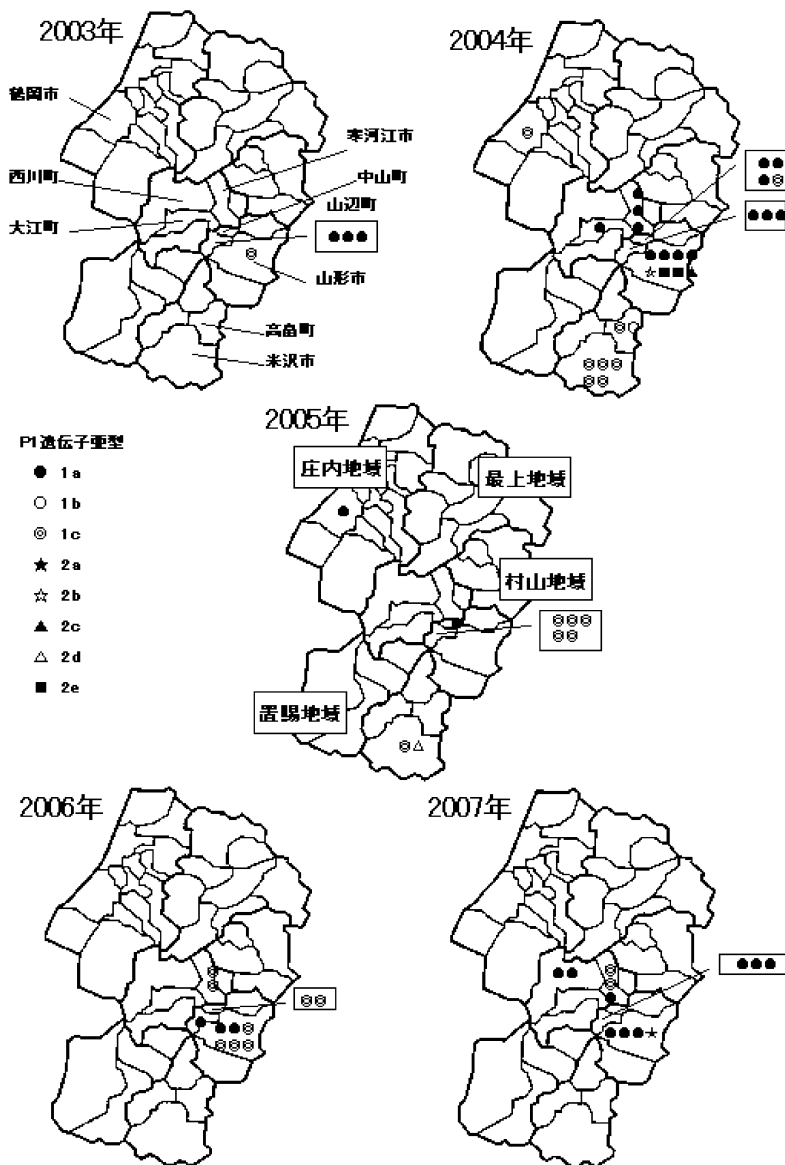 2003年
鶴岡市
西川町
大江町
寒河江市
中山町
山辺町
山形市
高畠町
米沢市
2004年
P1遺伝子亜型
● 1a
○ 1b
◎ 1c
★ 2a
☆ 2b
▲ 2c
△ 2d
■ 2e
2005年
庄内地域
最上地域
村山地域
置賜地域
2006年
2007年